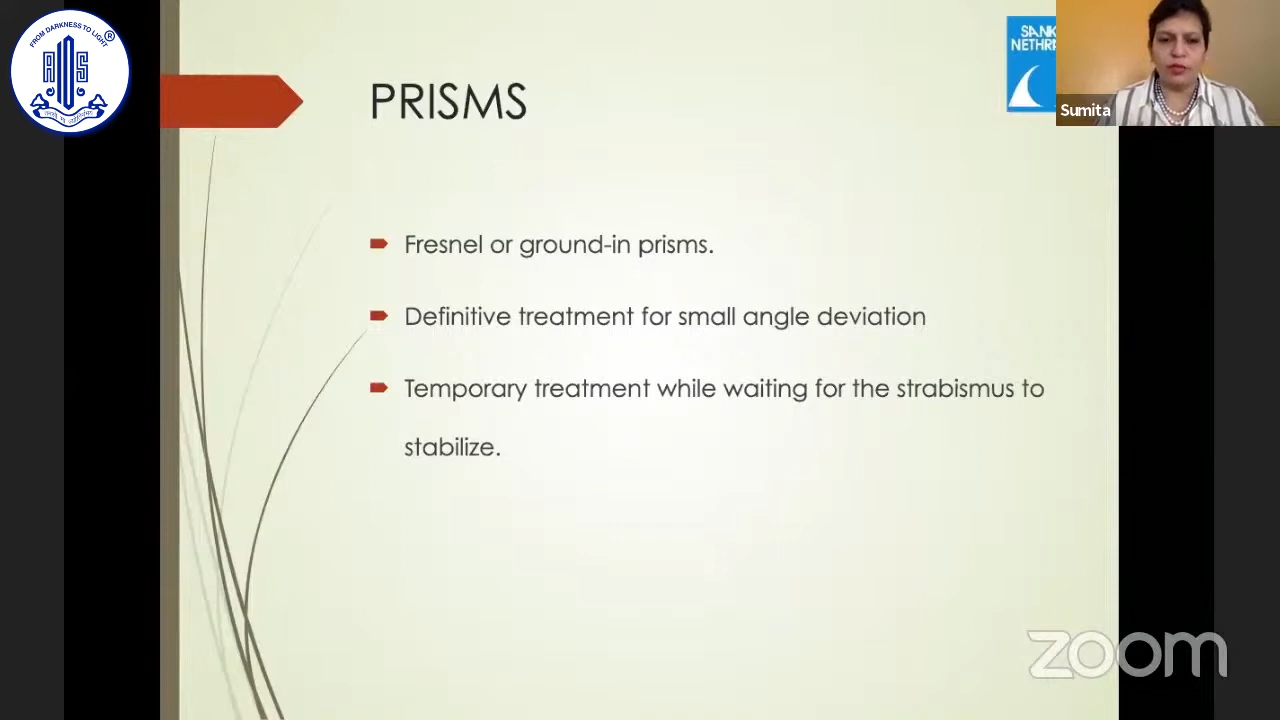 FROM DARKNESS TO LIGHT
®
AIOS
PRISMS
SANK
NETHR
Sumita
Fresnel or ground-in prisms.
Definitive treatment for small angle deviation
Temporary treatment while waiting for the strabismus to
stabilize.
zoom